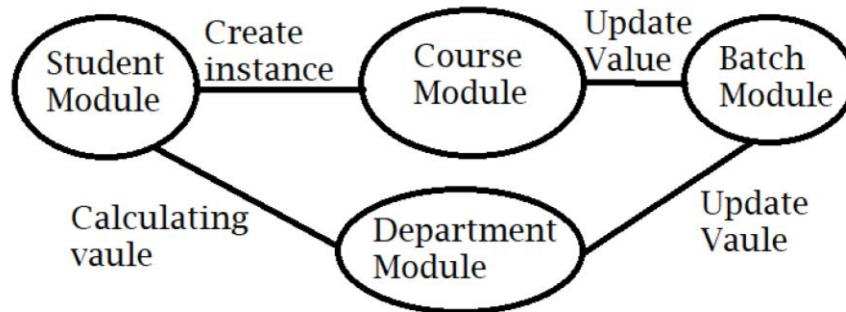 Student
Module
Create
instance
Course
Module
Update
Value
Batch
Module
Calculating
vaule
Department
Module
Update
Vaule